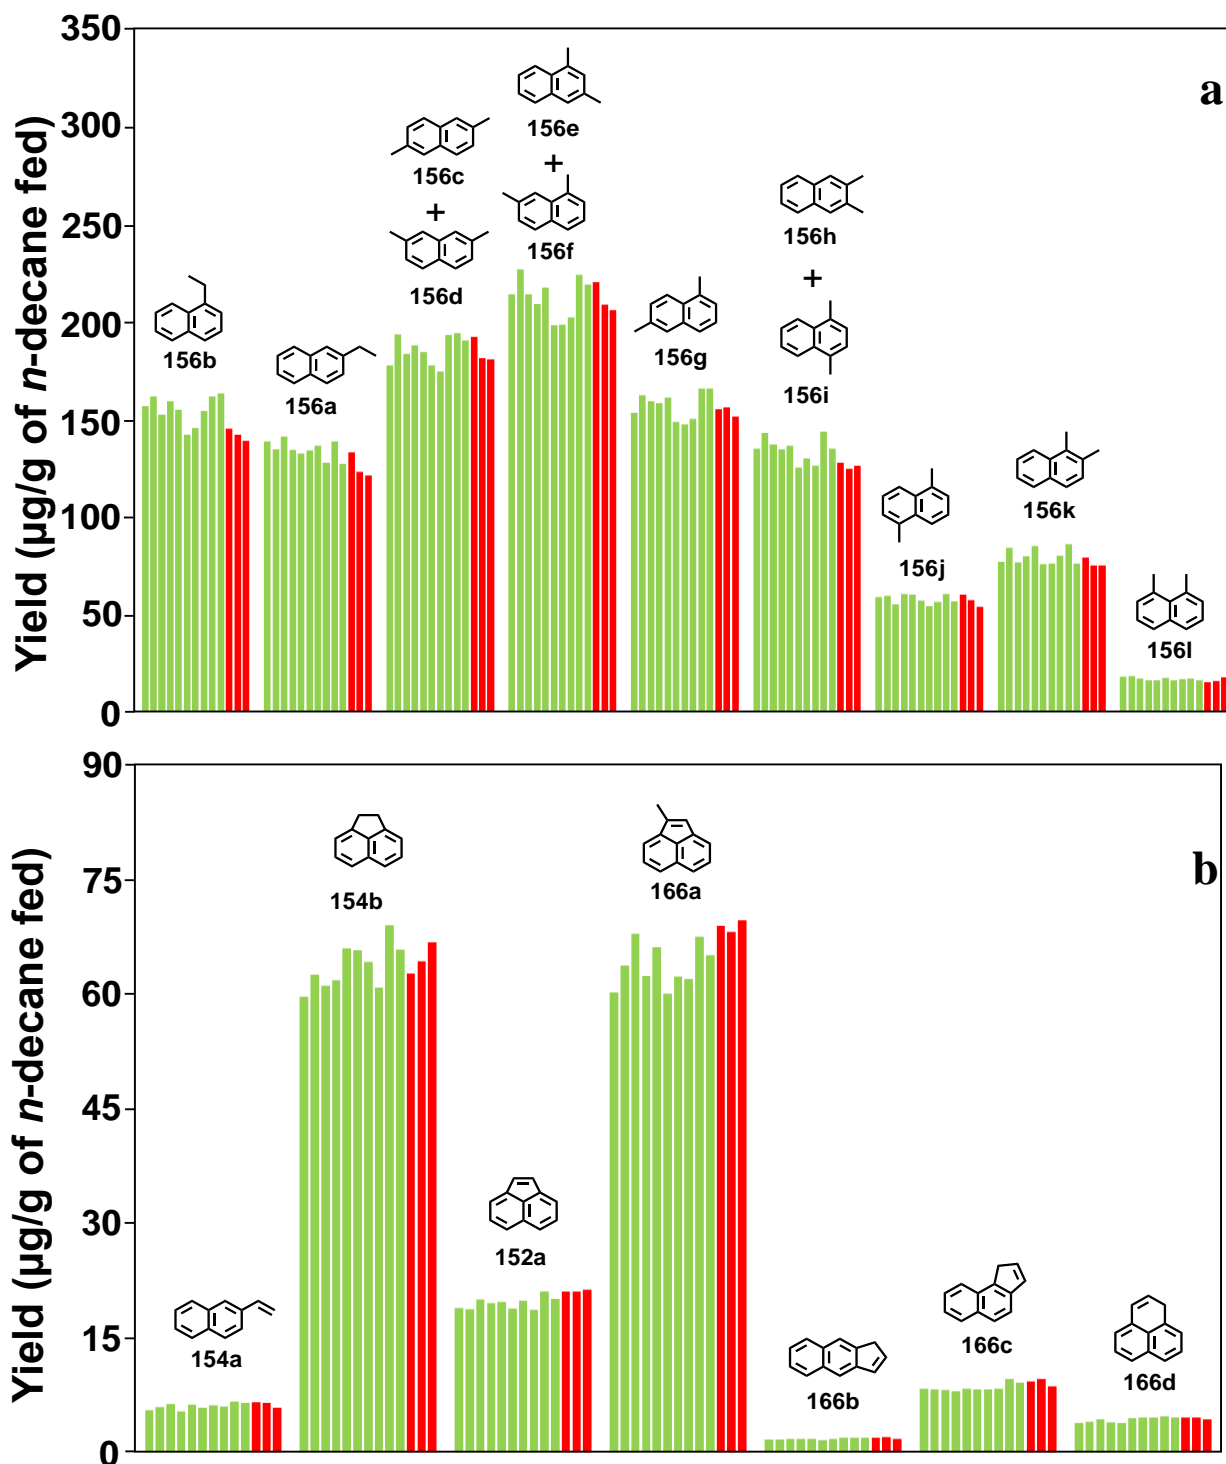 Yield (µg/g of n-decane fed)
350
300
250
200
150
100
50
0
a
156b
156a
156c
+
156d
156e
+
156f
156g
156h
+
156i
156j
156k
156l
Yield (µg/g of n-decane fed)
90
75
60
45
30
15
0
b
154a
154b
152a
166a
166b
166c
166d